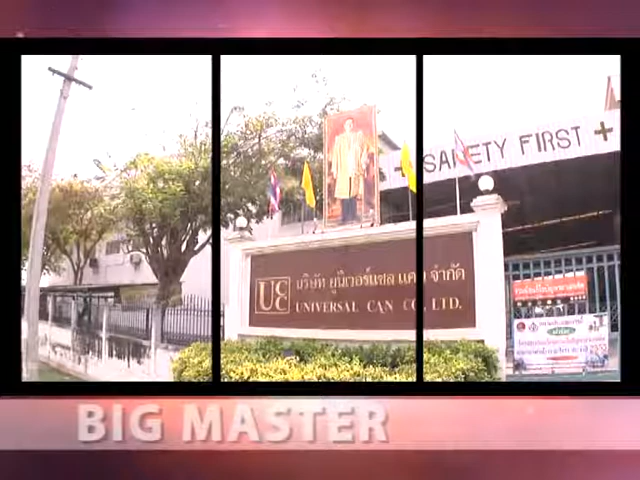 SAFETY FIRST
บริษัท ยูนิเวอร์แซล แคน จำกัด
UE
UNIVERSAL CAN CO., LTD.
BIG MASTER